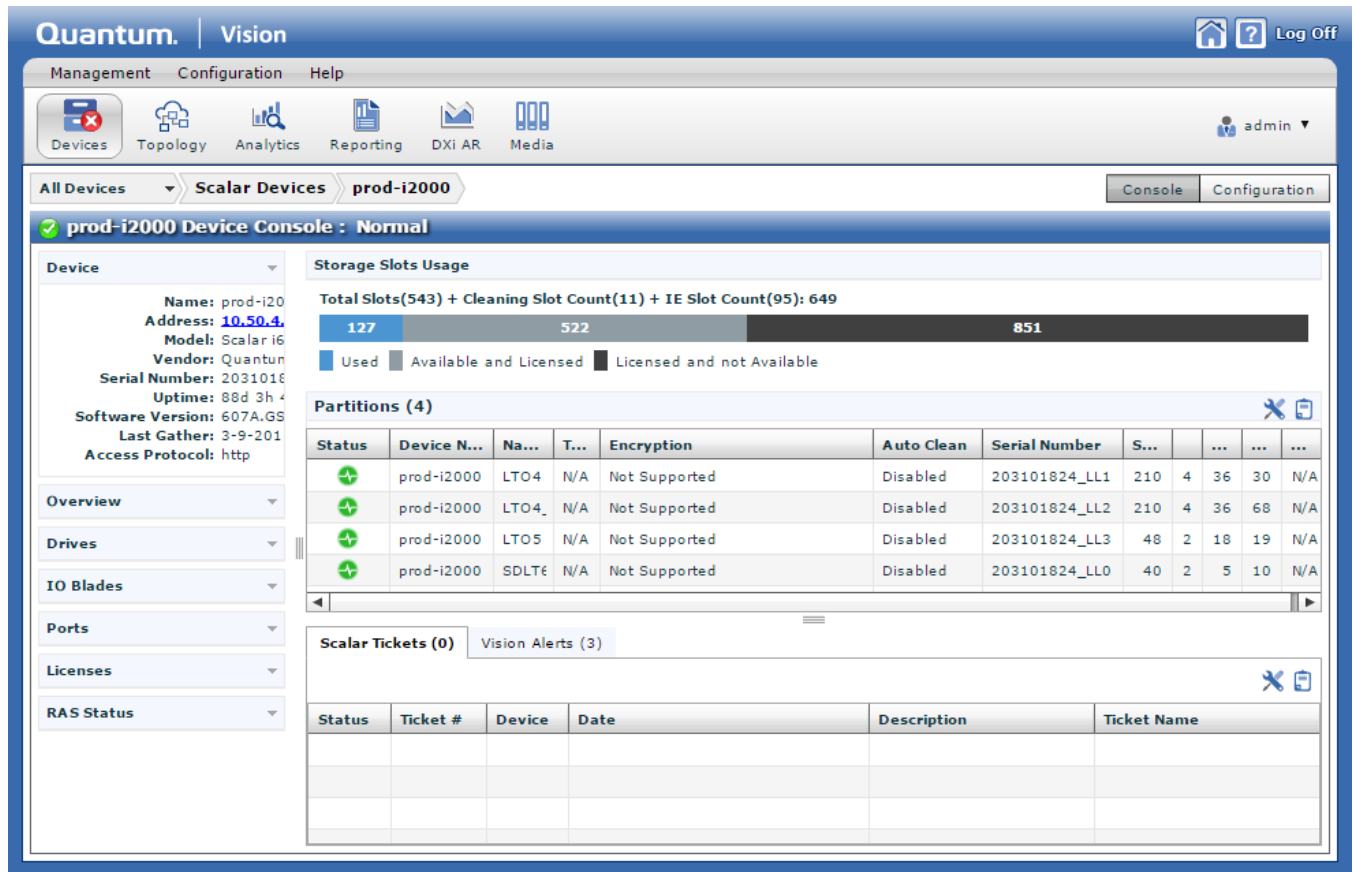 Quantum. | Vision
Log Off
Management Configuration Help
Devices Topology Analytics Reporting DXi AR Media
admin
All Devices Scalar Devices prod-i2000
Console Configuration
prod-i2000 Device Console : Normal
Device
Name: prod-i20
Address: 10.50.4.
Model: Scalar i6
Vendor: Quantun
Serial Number: 2031018
Uptime: 88d 3h
Software Version: 607A.GS
Last Gather: 3-9-201
Access Protocol: http
Overview
Drives
IO Blades
Ports
Licenses
RAS Status
Storage Slots Usage
Total Slots(543) + Cleaning Slot Count(11) + IE Slot Count(95): 649
127 522 851
Used Available and Licensed Licensed and not Available
Partitions (4)
Status Device N... Na... T... Encryption Auto Clean Serial Number S... ... ... ...
prod-i2000 LTO4 N/A Not Supported Disabled 203101824_LL1 210 4 36 30 N/A
prod-i2000 LTO4_ N/A Not Supported Disabled 203101824_LL2 210 4 36 68 N/A
prod-i2000 LTO5 N/A Not Supported Disabled 203101824_LL3 48 2 18 19 N/A
prod-i2000 SDLT6 N/A Not Supported Disabled 203101824_LL0 40 2 5 10 N/A
Scalar Tickets (0) Vision Alerts (3)
Status Ticket # Device Date Description Ticket Name